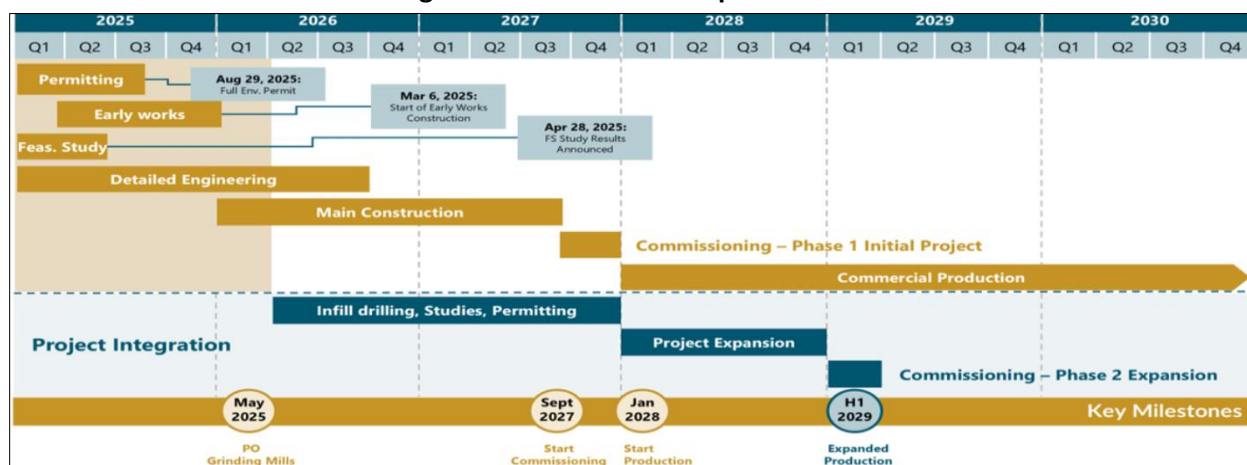 2025 2026 2027 2028 2029 2030
Q1 Q2 Q3 Q4 Q1 Q2 Q3 Q4 Q1 Q2 Q3 Q4 Q1 Q2 Q3 Q4 Q1 Q2 Q3 Q4 Q1 Q2 Q3 Q4
Permitting
Aug 29, 2025:
Full Env. Permit
Early works
Mar 6, 2025:
Start of Early Works
Construction
Feas. Study
Apr 28, 2025:
FS Study Results
Announced
Detailed Engineering
Main Construction
Commissioning – Phase 1 Initial Project
Commercial Production
Infill drilling, Studies, Permitting
Project Integration
Project Expansion
Commissioning – Phase 2 Expansion
May
2025
Sept
2027
Jan
2028
H1
2029
Key Milestones
PO
Grinding Mills
Start
Commissioning
Start
Production
Expanded
Production